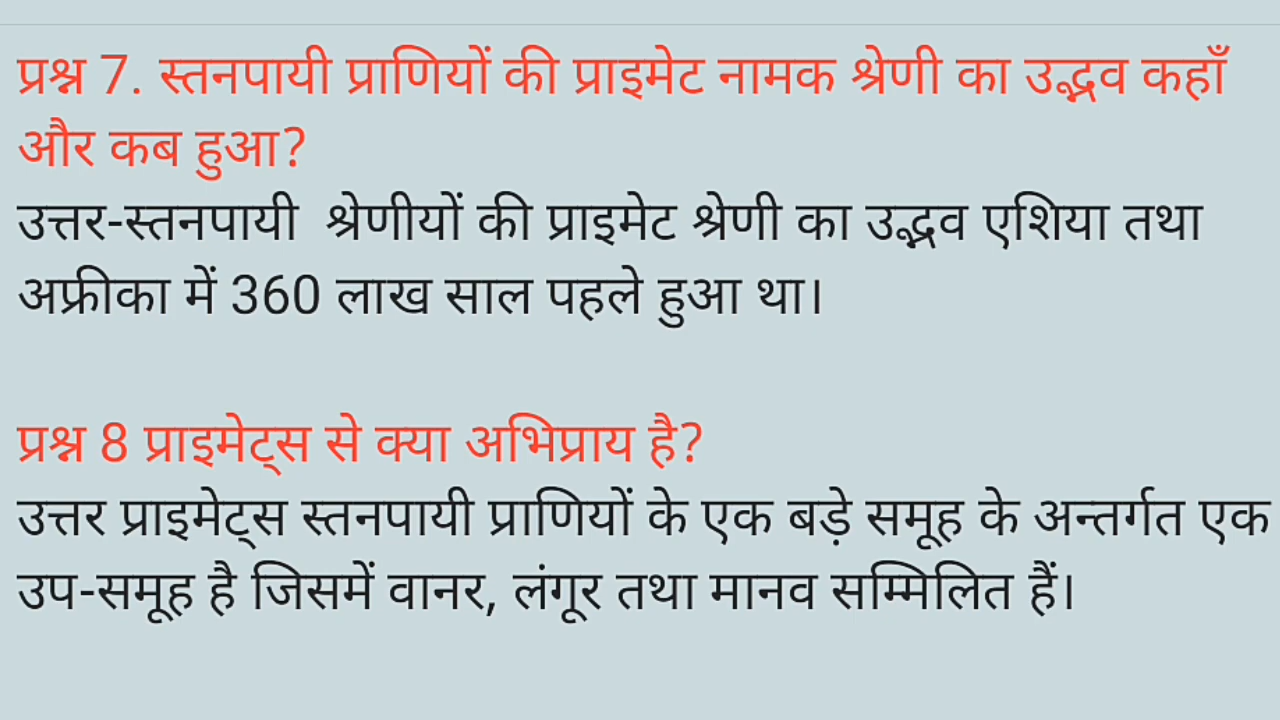 प्रश्न 7. स्तनपायी प्राणियों की प्राइमेट नामक श्रेणी का उद्भव कहाँ
और कब हुआ?
उत्तर-स्तनपायी श्रेणीयों की प्राइमेट श्रेणी का उद्भव एशिया तथा
अफ्रीका में 360 लाख साल पहले हुआ था।
प्रश्न 8 प्राइमेट्स से क्या अभिप्राय है?
उत्तर प्राइमेट्स स्तनपायी प्राणियों के एक बड़े समूह के अन्तर्गत एक
उप-समूह है जिसमें वानर, लंगूर तथा मानव सम्मिलित हैं।